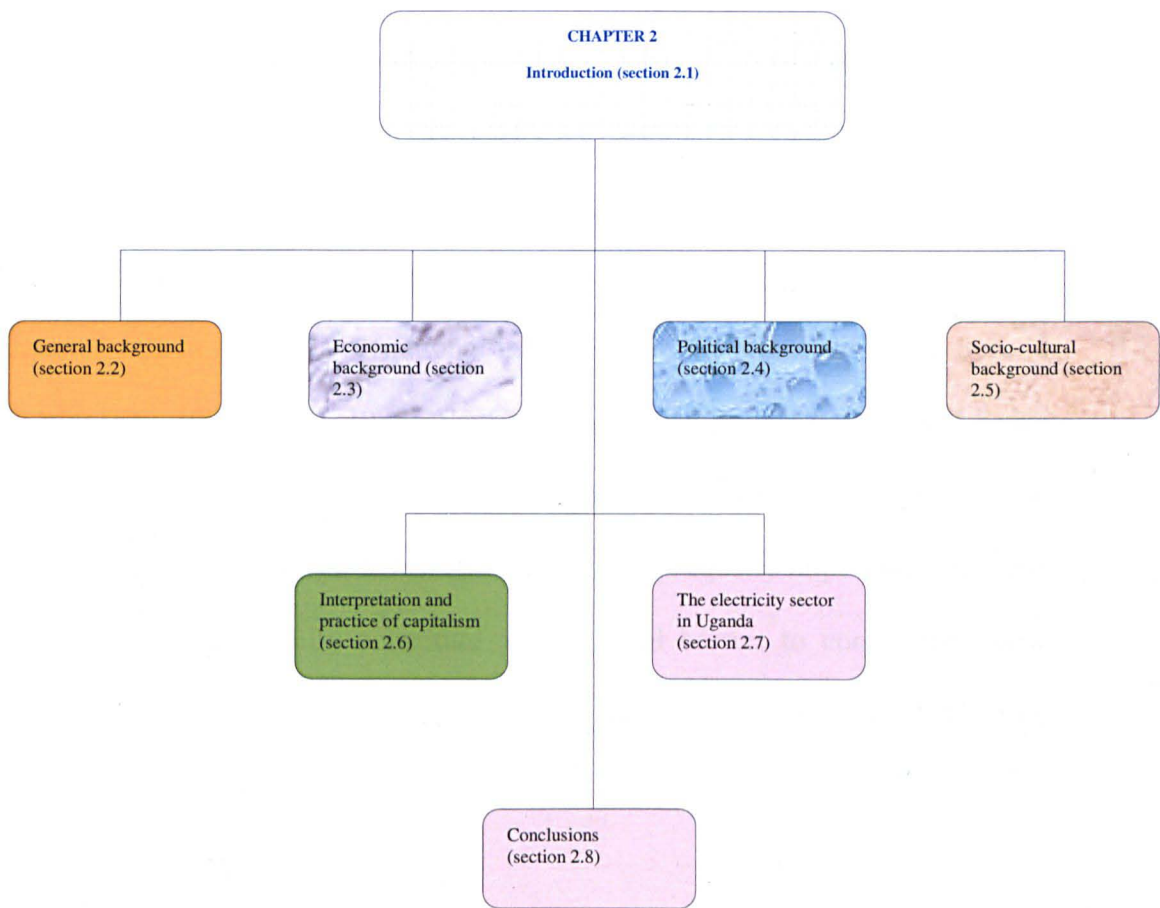 CHAPTER 2
Introduction (section 2.1)
General background
(section 2.2)
Economic
background (section
2.3)
Political background
(section 2.4)
Socio-cultural
background (section
2.5)
Interpretation and
practice of capitalism
(section 2.6)
The electricity sector
in Uganda
(section 2.7)
Conclusions
(section 2.8)